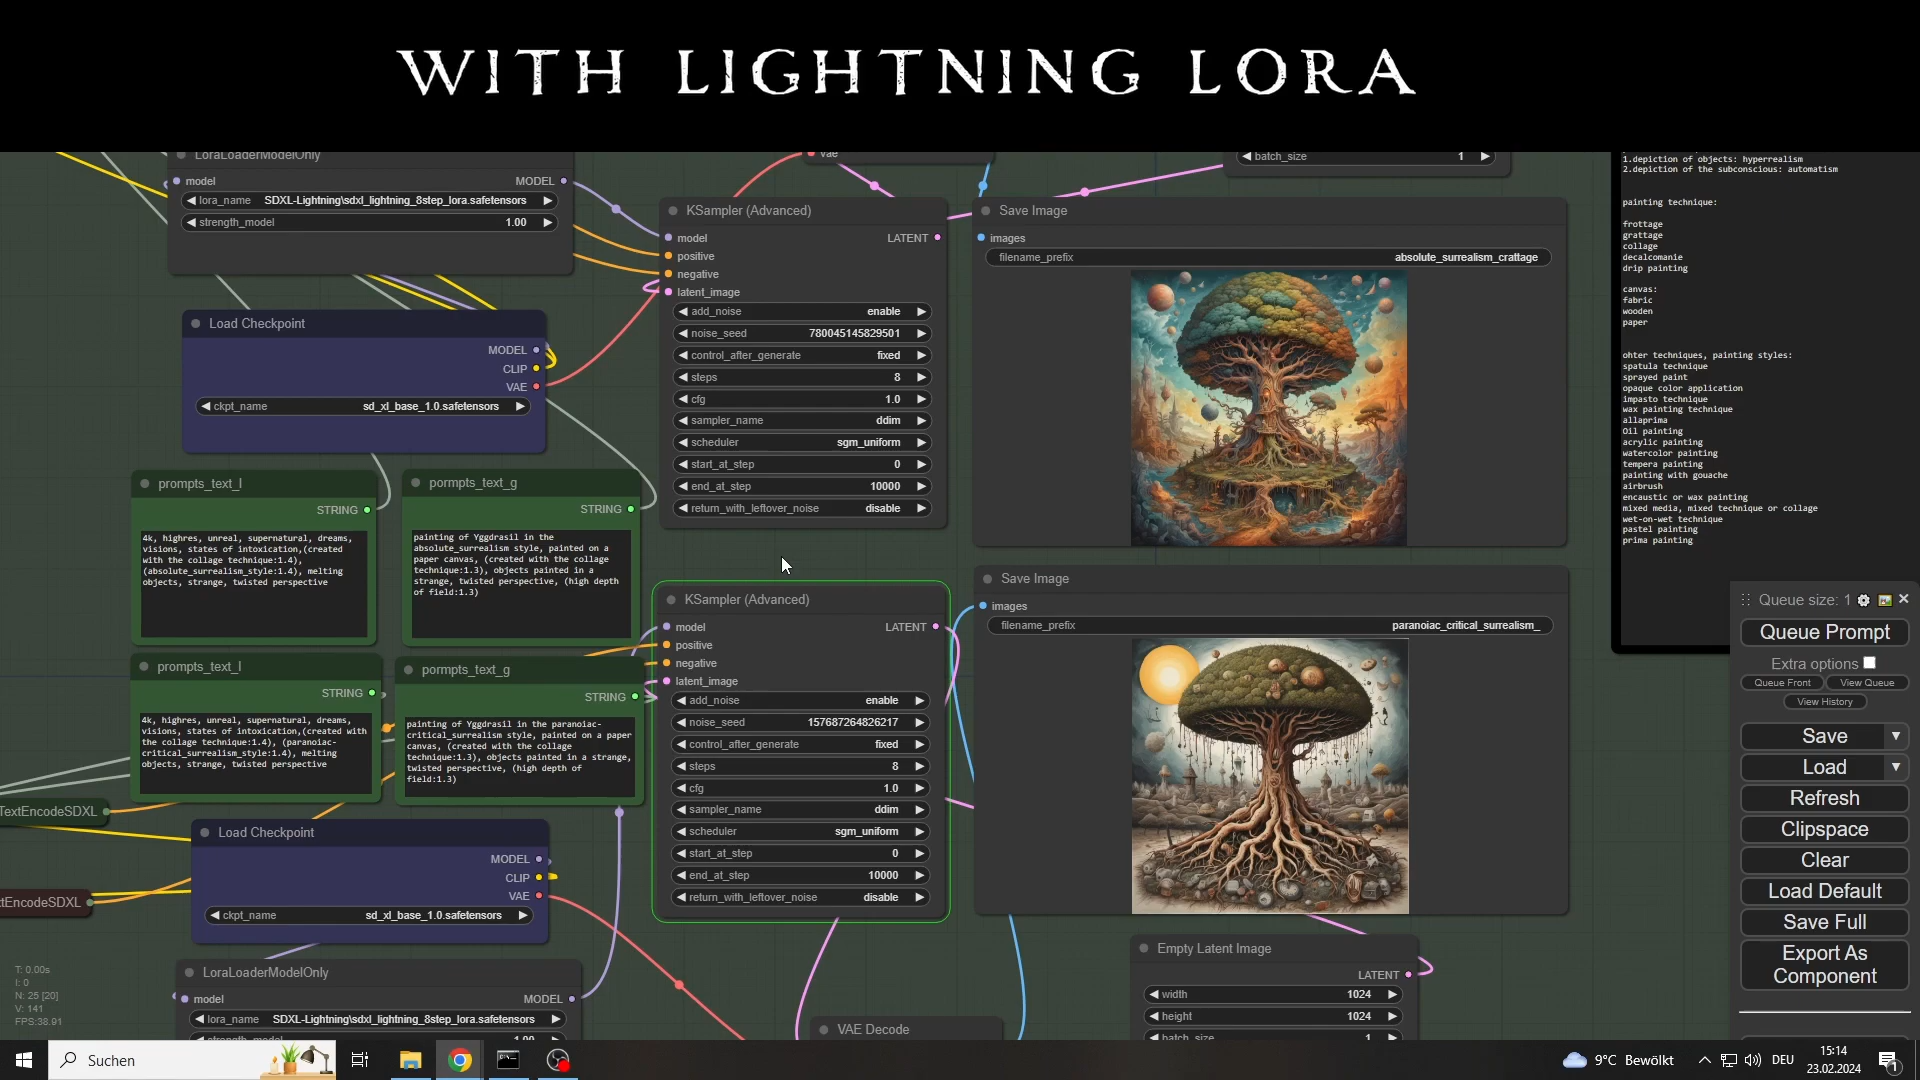 WITH LIGHTNING LORA
LoraLoaderModelOnly
model
MODEL
lora_name
SDXL-Lightning\sdxl_lightning_8step_lora.safetensors
strength_model
1.00
Load Checkpoint
MODEL
CLIP
VAE
ckpt_name
sd_xl_base_1.0.safetensors
prompts_text_l
STRING
4k, highres, unreal, supernatural, dreams,
visions, states of intoxication,(created
with the collage technique:1.4),
(absolute_surrealism_style:1.4), melting
objects, strange, twisted perspective
pormpts_text_g
STRING
painting of Yggdrasil in the
absolute_surrealism style, painted on a
paper canvas, (created with the collage
technique:1.3), objects painted in a
strange, twisted perspective, (high depth
of field:1.3)
prompts_text_l
STRING
4k, highres, unreal, supernatural, dreams,
visions, states of intoxication,(created with
the collage technique:1.4), (paranoiac-
critical_surrealism_style:1.4), melting
objects, strange, twisted perspective
pormpts_text_g
STRING
painting of Yggdrasil in the paranoiac-
critical_surrealism style, painted on a paper
canvas, (created with the collage
technique:1.3), objects painted in a strange,
twisted perspective, (high depth of
field:1.3)
TextEncodeSDXL
tEncodeSDXL
Load Checkpoint
MODEL
CLIP
VAE
ckpt_name
sd_xl_base_1.0.safetensors
LoraLoaderModelOnly
model
MODEL
lora_name
SDXL-Lightning\sdxl_lightning_8step_lora.safetensors
strength_model
1.00
T: 0.00s
I: 0
N: 25 [20]
V: 141
FPS:38.91
vae
KSampler (Advanced)
model
LATENT
positive
negative
latent_image
add_noise
enable
noise_seed
780045145829501
control_after_generate
fixed
steps
8
cfg
1.0
sampler_name
ddim
scheduler
sgm_uniform
start_at_step
0
end_at_step
10000
return_with_leftover_noise
disable
KSampler (Advanced)
model
LATENT
positive
negative
latent_image
add_noise
enable
noise_seed
157687264826217
control_after_generate
fixed
steps
8
cfg
1.0
sampler_name
ddim
scheduler
sgm_uniform
start_at_step
0
end_at_step
10000
return_with_leftover_noise
disable
VAE Decode
batch_size
1
Save Image
images
filename_prefix
absolute_surrealism_crattage
Save Image
images
filename_prefix
paranoiac_critical_surrealism_
Empty Latent Image
LATENT
width
1024
height
1024
batch_size
1
1.depiction of objects: hyperrealism
2.depiction of the subconscious: automatism
painting technique:
frottage
grattage
collage
decalcomanie
drip painting
canvas:
fabric
wooden
paper
ohter techniques, painting styles:
spatula technique
sprayed paint
opaque color application
impasto technique
wax painting technique
allaprima
Oil painting
acrylic painting
watercolor painting
tempera painting
painting with gouache
airbrush
encaustic or wax painting
mixed media, mixed technique or collage
wet-on-wet technique
pastel painting
prima painting
Queue size: 1
Queue Prompt
Extra options
Queue Front
View Queue
View History
Save
Load
Refresh
Clipspace
Clear
Load Default
Save Full
Export As
Component
Suchen
9°C Bewölkt
DEU
15:14
23.02.2024
1